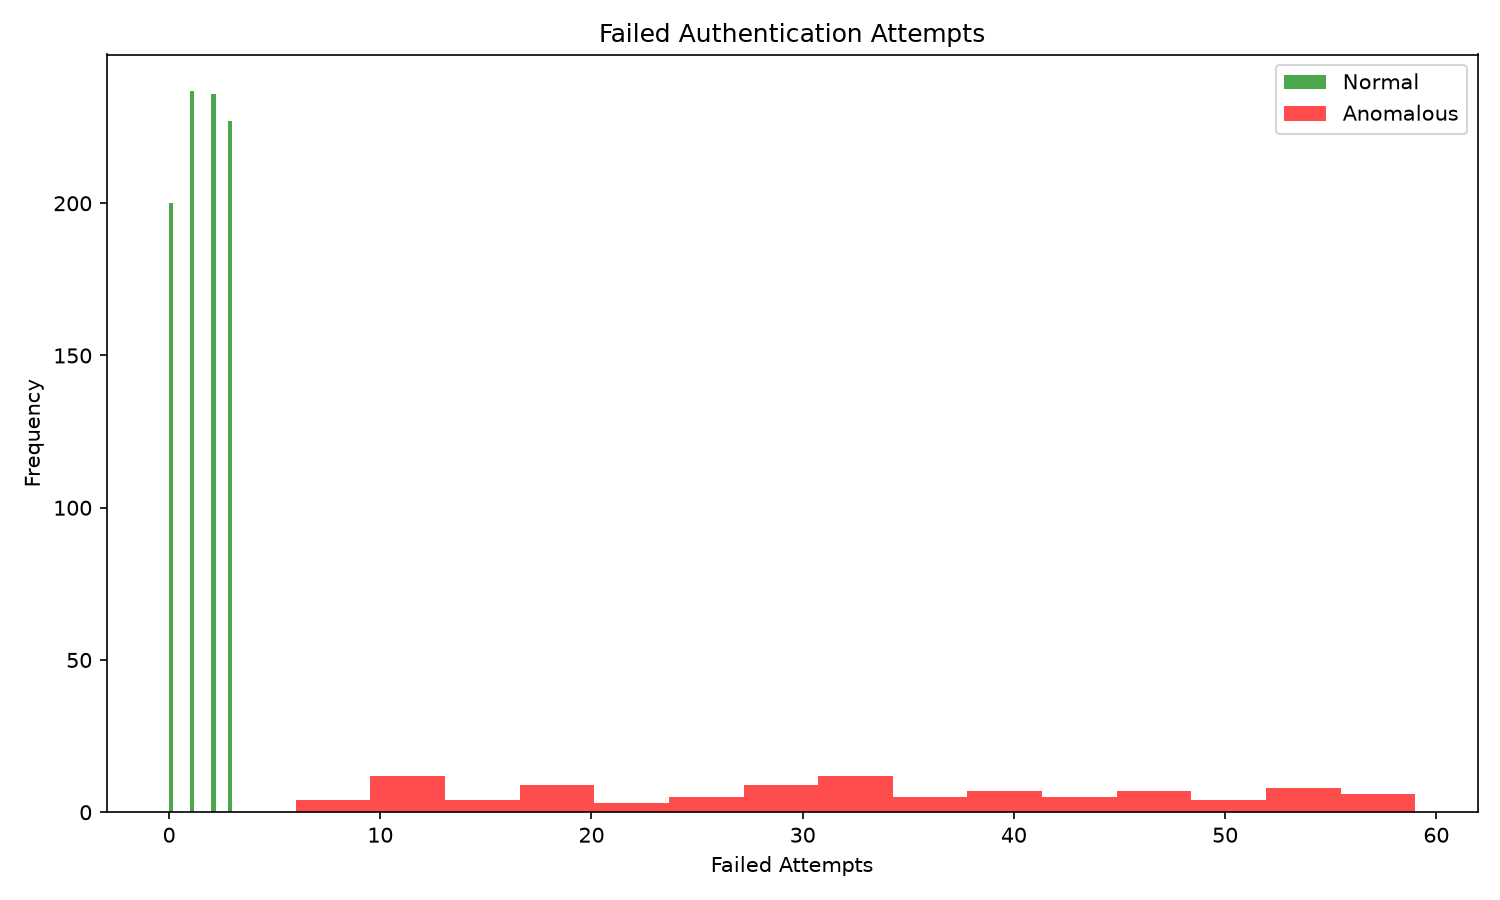 Failed Authentication Attempts
Normal
Anomalous
Frequency
200
150
100
50
0
0 10 20 30 40 50 60
Failed Attempts